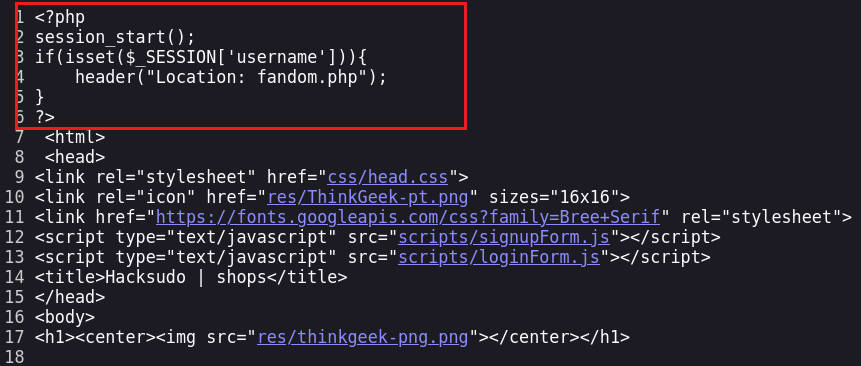 1 <?php
2 session_start();
3 if(isset($_SESSION['username'])){
4     header("Location: fandom.php");
5 }
6 ?>
7  <html>
8  <head>
9 <link rel="stylesheet" href="css/head.css">
10 <link rel="icon" href="res/ThinkGeek-pt.png" sizes="16x16">
11 <link href="https://fonts.googleapis.com/css?family=Bree+Serif" rel="stylesheet">
12 <script type="text/javascript" src="scripts/signupForm.js"></script>
13 <script type="text/javascript" src="scripts/loginForm.js"></script>
14 <title>Hacksudo | shops</title>
15 </head>
16 <body>
17 <h1><center><img src="res/thinkgeek-png.png"></center></h1>
18